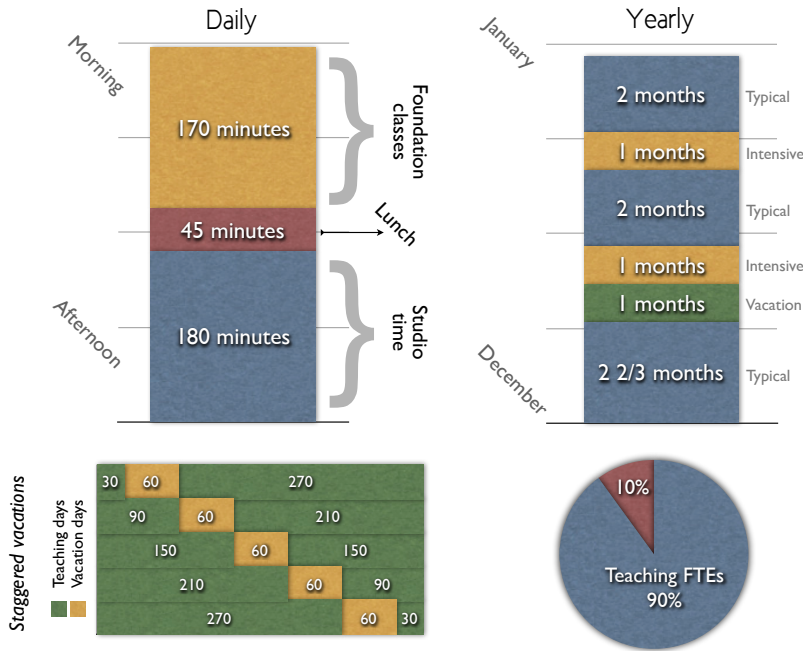 Daily
Morning
170 minutes
Foundation
classes
45 minutes
Lunch
Afternoon
180 minutes
Studio
time
Yearly
January
2 months
Typical
1 months
Intensive
2 months
Typical
1 months
Intensive
1 months
Vacation
2 2/3 months
Typical
December
Staggered vacations
Teaching days
Vacation days
30 60 270
90 60 210
150 60 150
210 60 90
270 60 30
10%
Teaching FTEs
90%